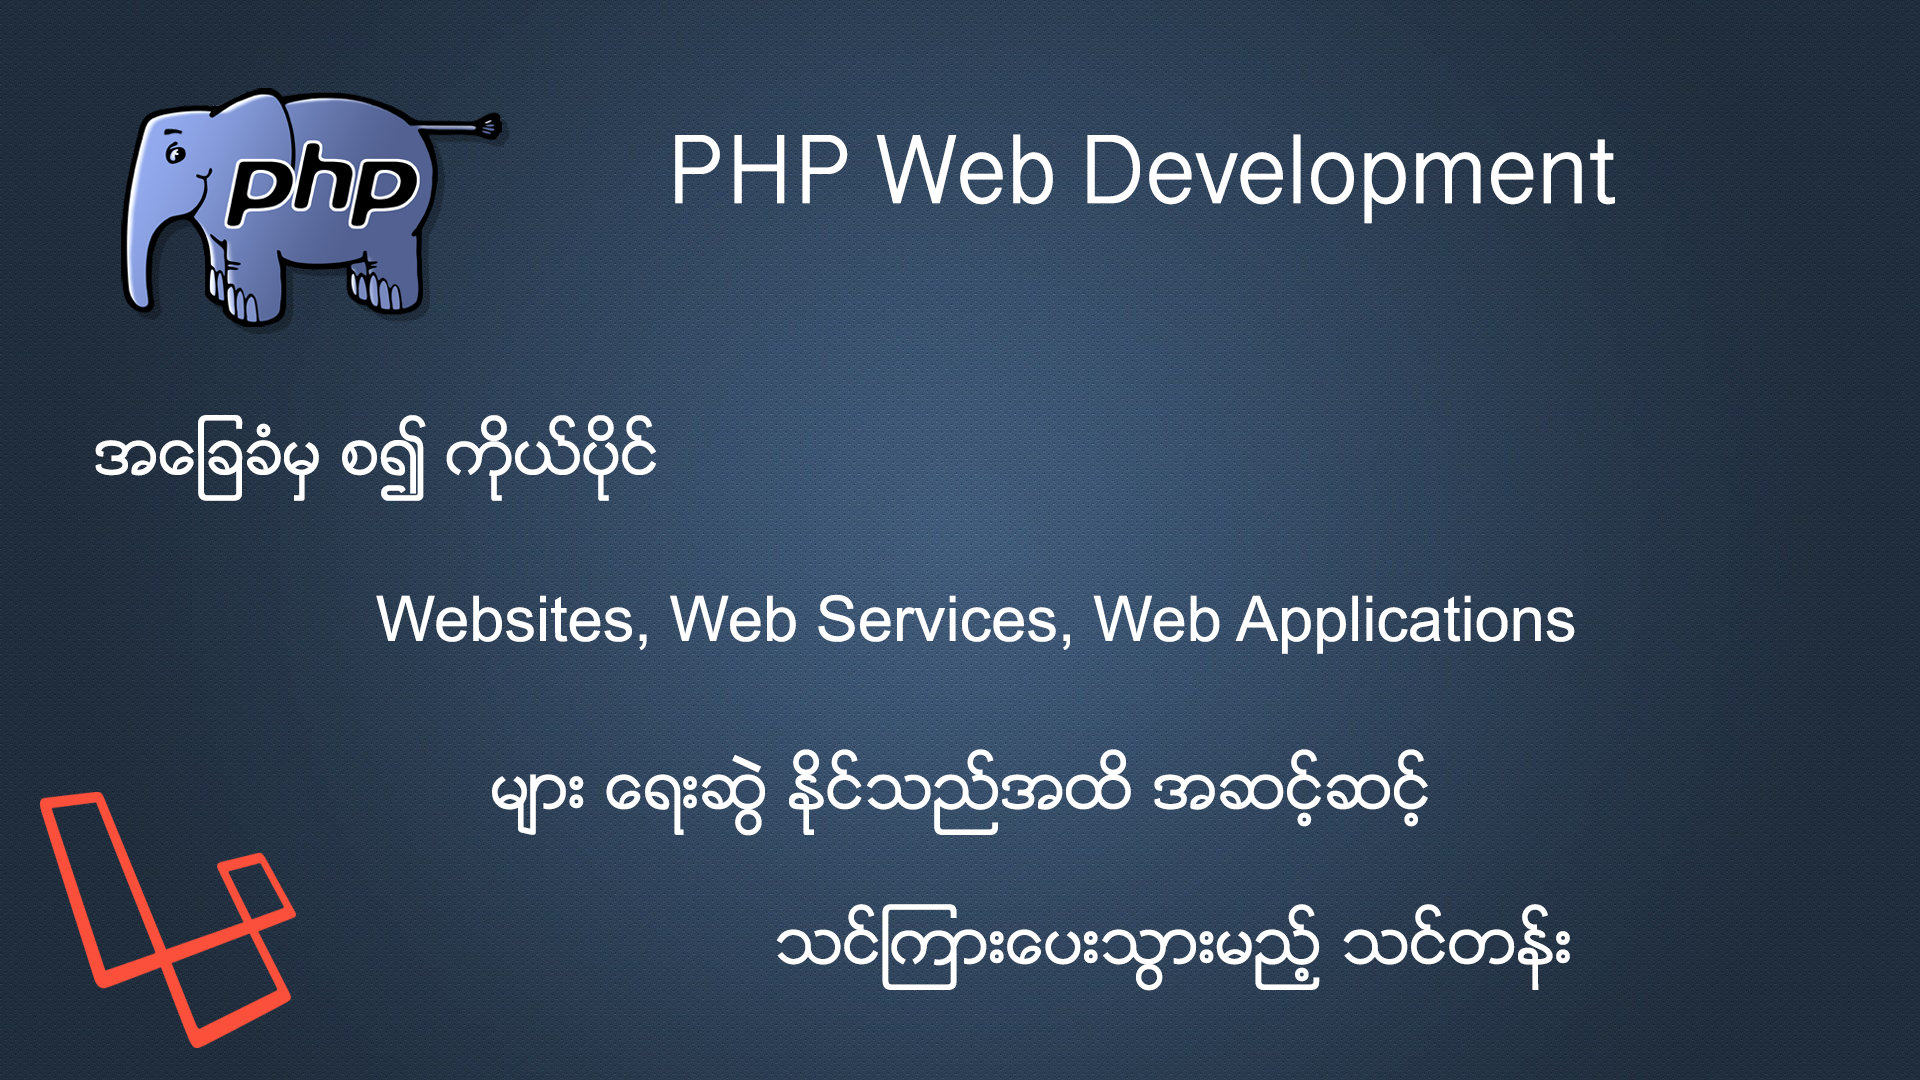 php
PHP Web Development
အခြေခံမှ စ၍ ကိုယ်ပိုင်
Websites, Web Services, Web Applications
များ ရေးဆွဲ နိုင်သည်အထိ အဆင့်ဆင့်
သင်ကြားပေးသွားမည့် သင်တန်း